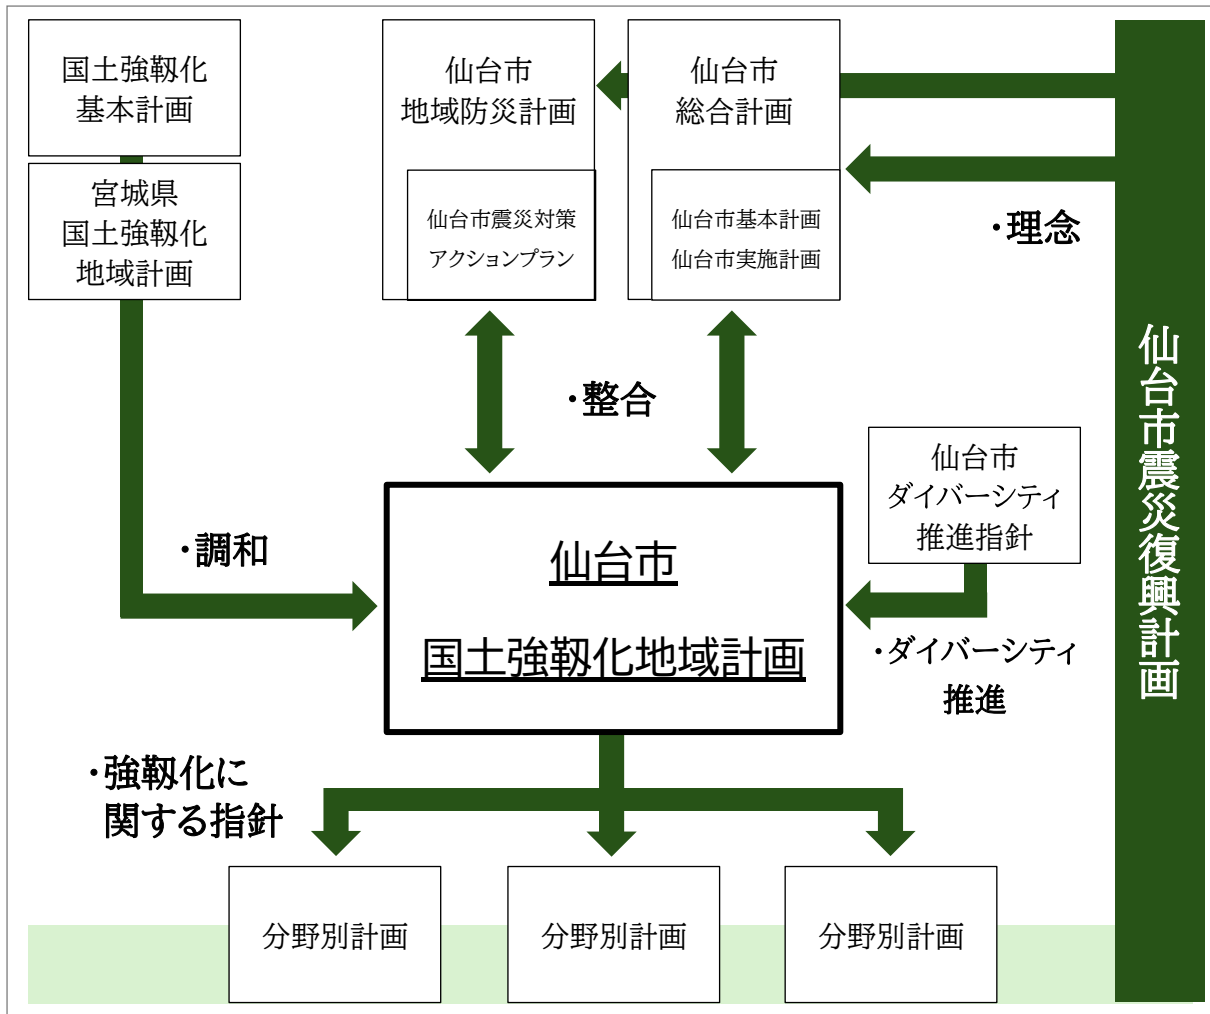 国土強靱化
基本計画
宮城県
国土強靱化
地域計画
仙台市
地域防災計画
仙台市震災対策
アクションプラン
仙台市
総合計画
仙台市基本計画
仙台市実施計画
・理念
仙台市震災復興計画
・整合
仙台市
ダイバーシティ
推進指針
・調和
仙台市
国土強靱化地域計画
・ダイバーシティ
推進
・強靱化に
関する指針
分野別計画
分野別計画
分野別計画